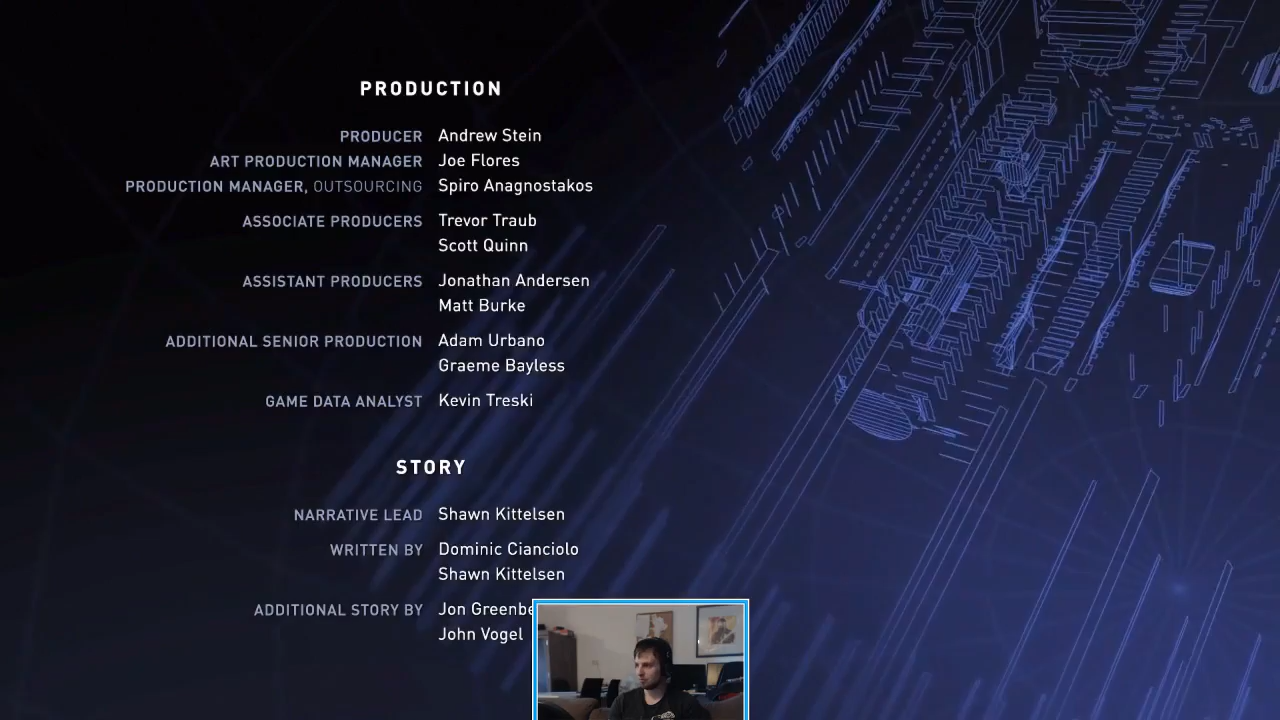 PRODUCTION
PRODUCER Andrew Stein
ART PRODUCTION MANAGER Joe Flores
PRODUCTION MANAGER, OUTSOURCING Spiro Anagnostakos
ASSOCIATE PRODUCERS Trevor Traub
Scott Quinn
ASSISTANT PRODUCERS Jonathan Andersen
Matt Burke
ADDITIONAL SENIOR PRODUCTION Adam Urbano
Graeme Bayless
GAME DATA ANALYST Kevin Treski
STORY
NARRATIVE LEAD Shawn Kittelsen
WRITTEN BY Dominic Cianciolo
Shawn Kittelsen
ADDITIONAL STORY BY Jon
John Vogel